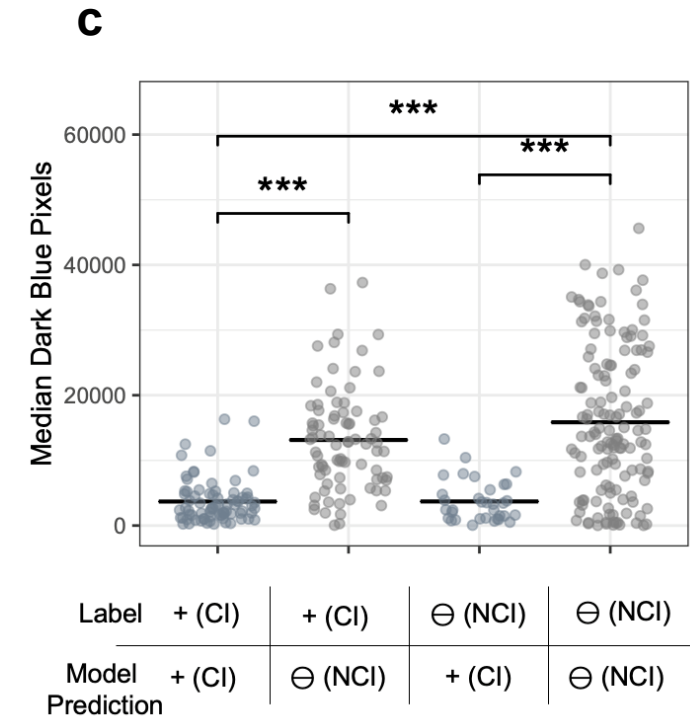 c
***
60000
***
***
40000
20000
0
Median Dark Blue Pixels
Label + (CI) + (CI) ⊖ (NCI) ⊖ (NCI)
Model Prediction + (CI) ⊖ (NCI) + (CI) ⊖ (NCI)